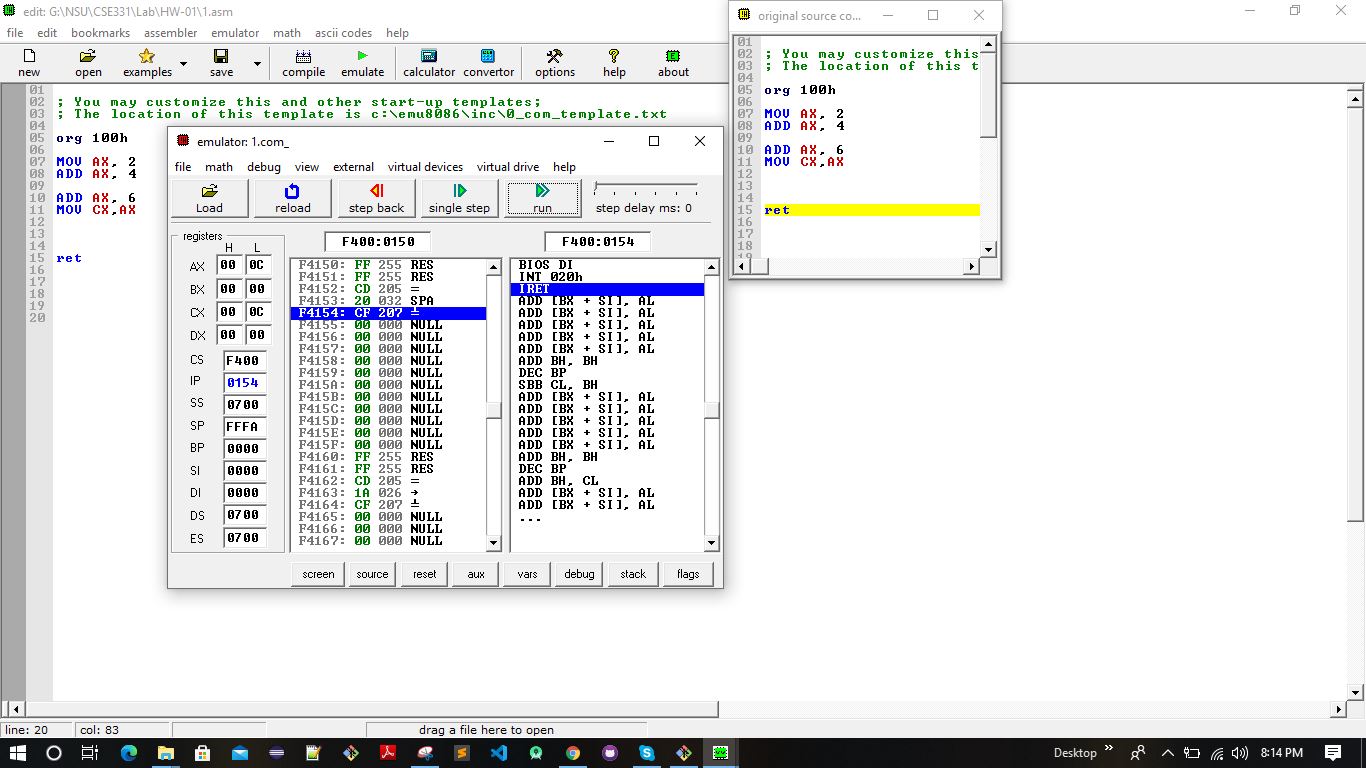 edit: G:\NSU\CSE331\Lab\HW-01\1.asm
file edit bookmarks assembler emulator math ascii codes help
new open examples save compile emulate calculator convertor options help about
01
02 ; You may customize this and other start-up templates;
03 ; The location of this template is c:\emu8086\inc\0_com_template.txt
04
05 org 100h
06
07 MOV AX, 2
08 ADD AX, 4
09
10 ADD AX, 6
11 MOV CX,AX
12
13
14
15 ret
16
17
18
19
20
emulator: 1.com_
file math debug view external virtual devices virtual drive help
Load reload step back single step run step delay ms: 0
registers
H L
AX 00 0C
BX 00 00
CX 00 0C
DX 00 00
CS F400
IP 0154
SS 0700
SP FFFA
BP 0000
SI 0000
DI 0000
DS 0700
ES 0700
F400:0150
F4150: FF 255 RES
F4151: FF 255 RES
F4152: CD 205 =
F4153: 20 032 SPA
F4154: CF 207 ╧
F4155: 00 000 NULL
F4156: 00 000 NULL
F4157: 00 000 NULL
F4158: 00 000 NULL
F4159: 00 000 NULL
F415A: 00 000 NULL
F415B: 00 000 NULL
F415C: 00 000 NULL
F415D: 00 000 NULL
F415E: 00 000 NULL
F415F: 00 000 NULL
F4160: FF 255 RES
F4161: FF 255 RES
F4162: CD 205 =
F4163: 1A 026 →
F4164: CF 207 ╧
F4165: 00 000 NULL
F4166: 00 000 NULL
F4167: 00 000 NULL
F400:0154
BIOS DI
INT 020h
IRET
ADD [BX + SI], AL
ADD [BX + SI], AL
ADD [BX + SI], AL
ADD [BX + SI], AL
ADD [BX + SI], AL
ADD BH, BH
DEC BP
SBB CL, BH
ADD [BX + SI], AL
ADD [BX + SI], AL
ADD [BX + SI], AL
ADD [BX + SI], AL
ADD [BX + SI], AL
ADD BH, BH
DEC BP
ADD BH, CL
ADD [BX + SI], AL
ADD [BX + SI], AL
...
screen source reset aux vars debug stack flags
original source co...
01
02 ; You may customize this
03 ; The location of this t
04
05 org 100h
06
07 MOV AX, 2
08 ADD AX, 4
09
10 ADD AX, 6
11 MOV CX,AX
12
13
14
15 ret
16
17
18
19
line: 20 col: 83 drag a file here to open
Desktop 8:14 PM